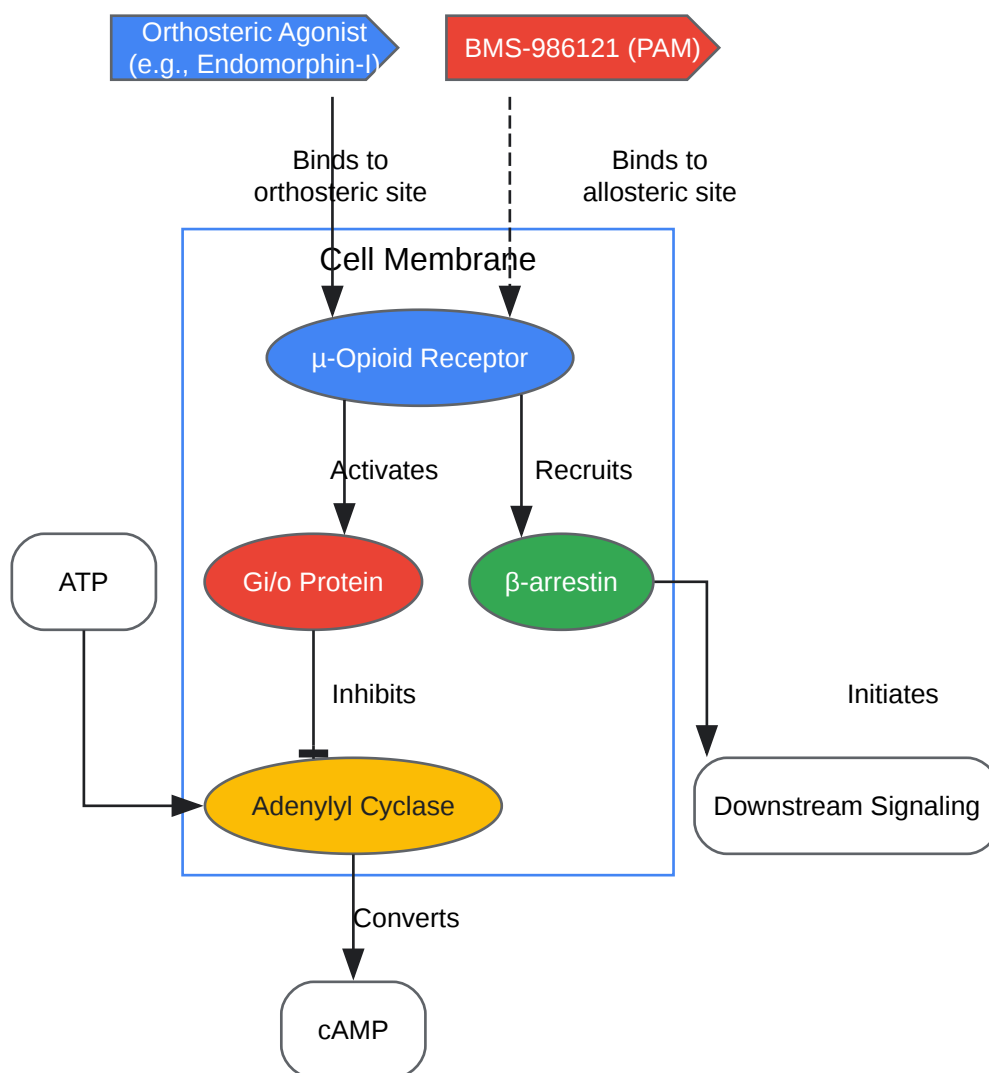 Orthosteric Agonist
(e.g., Endomorphin-I)
BMS-986121 (PAM)
Binds to
orthosteric site
Binds to
allosteric site
Cell Membrane
µ-Opioid Receptor
Activates
Recruits
ATP
Gi/o Protein
β-arrestin
Inhibits
Initiates
Adenylyl Cyclase
Downstream Signaling
Converts
cAMP